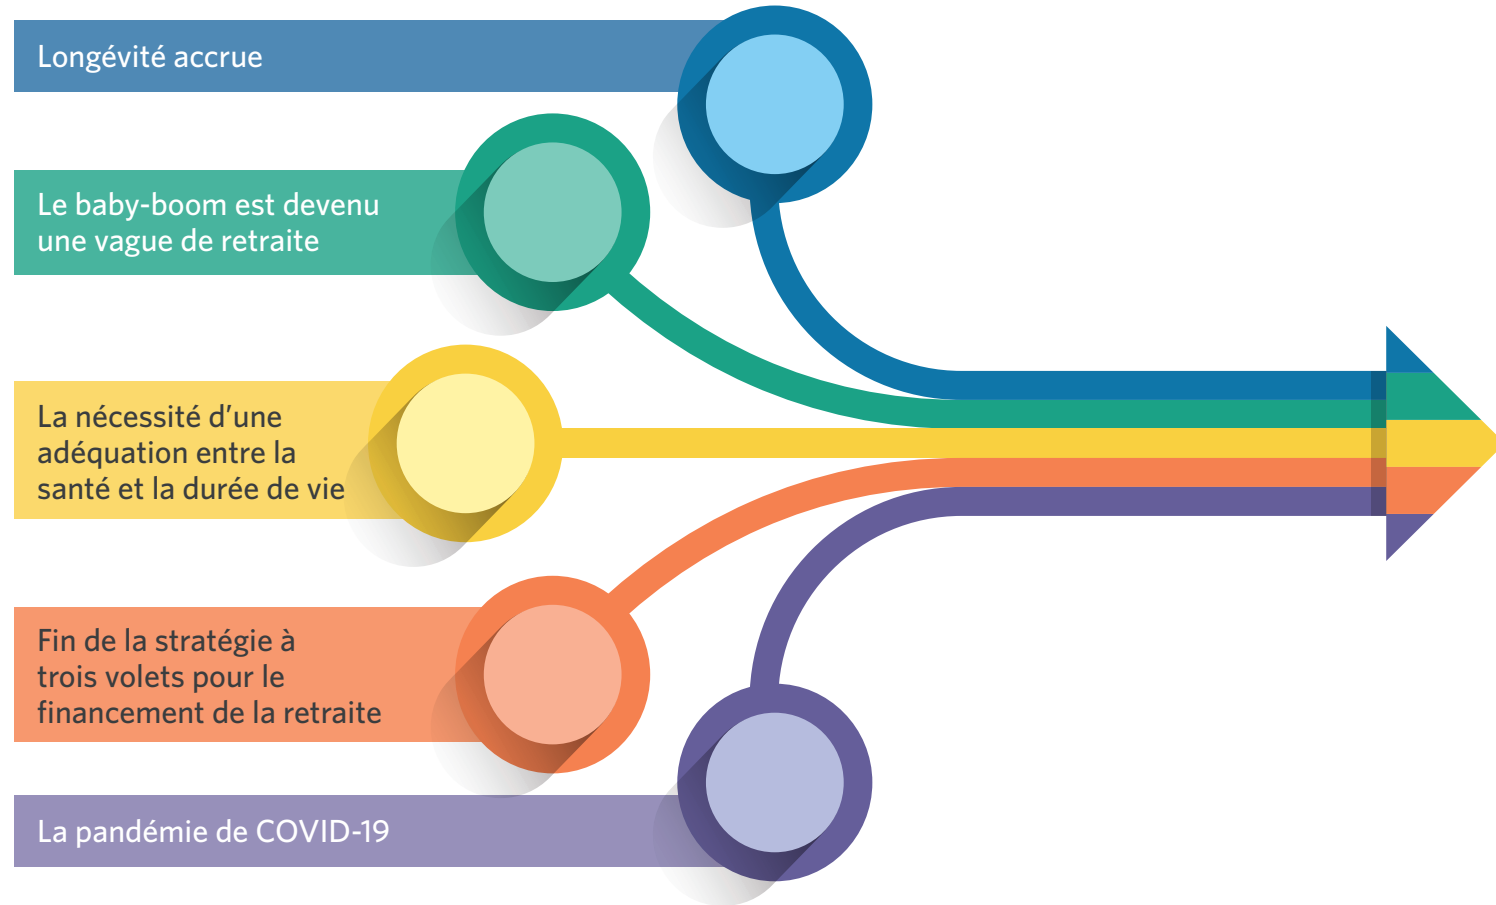 Longévité accrue
Le baby-boom est devenu
une vague de retraite
La nécessité d'une
adéquation entre la
santé et la durée de vie
Fin de la stratégie à
trois volets pour le
financement de la retraite
La pandémie de COVID-19